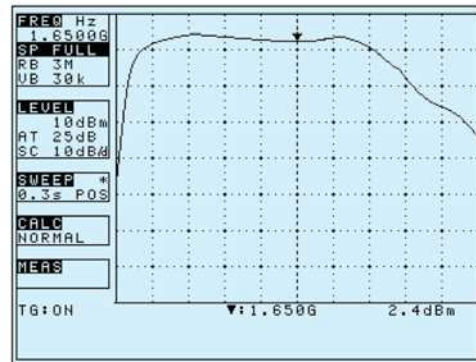 FREQ Hz
1.6500G
SP FULL
RB 3M
VB 30k
LEVEL
10dBm
AT 25dB
SC 10dB/d
SWEEP *
0.3s POS
CALC
NORMAL
MEAS
TG:ON ▼:1.650G 2.4dBm